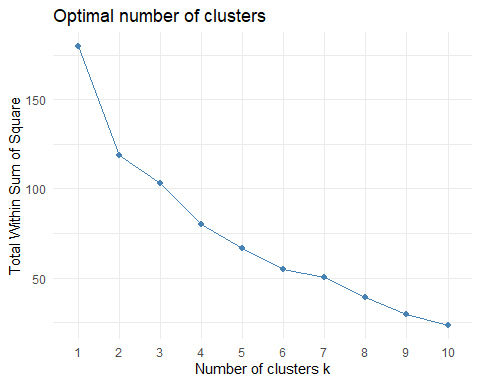 Optimal number of clusters
Total Within Sum of Square
150
100
50
1 2 3 4 5 6 7 8 9 10
Number of clusters k